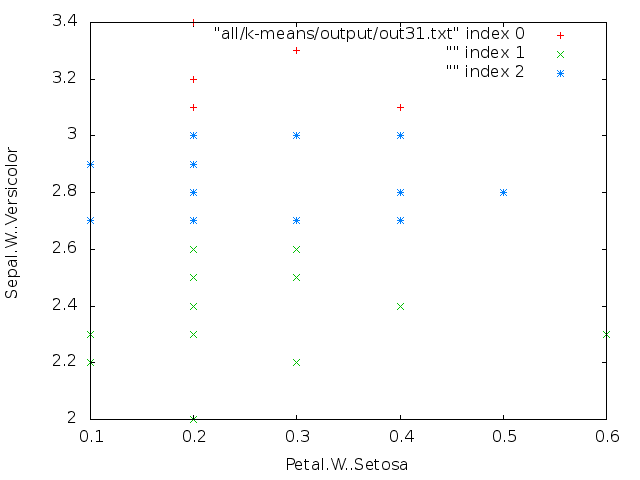 3.4
"all/k-means/output/out31.txt" index 0
"" index 1
"" index 2
3.2
3
2.8
2.6
2.4
2.2
2
Sepal.W..Versicolor
0.1 0.2 0.3 0.4 0.5 0.6
Petal.W..Setosa